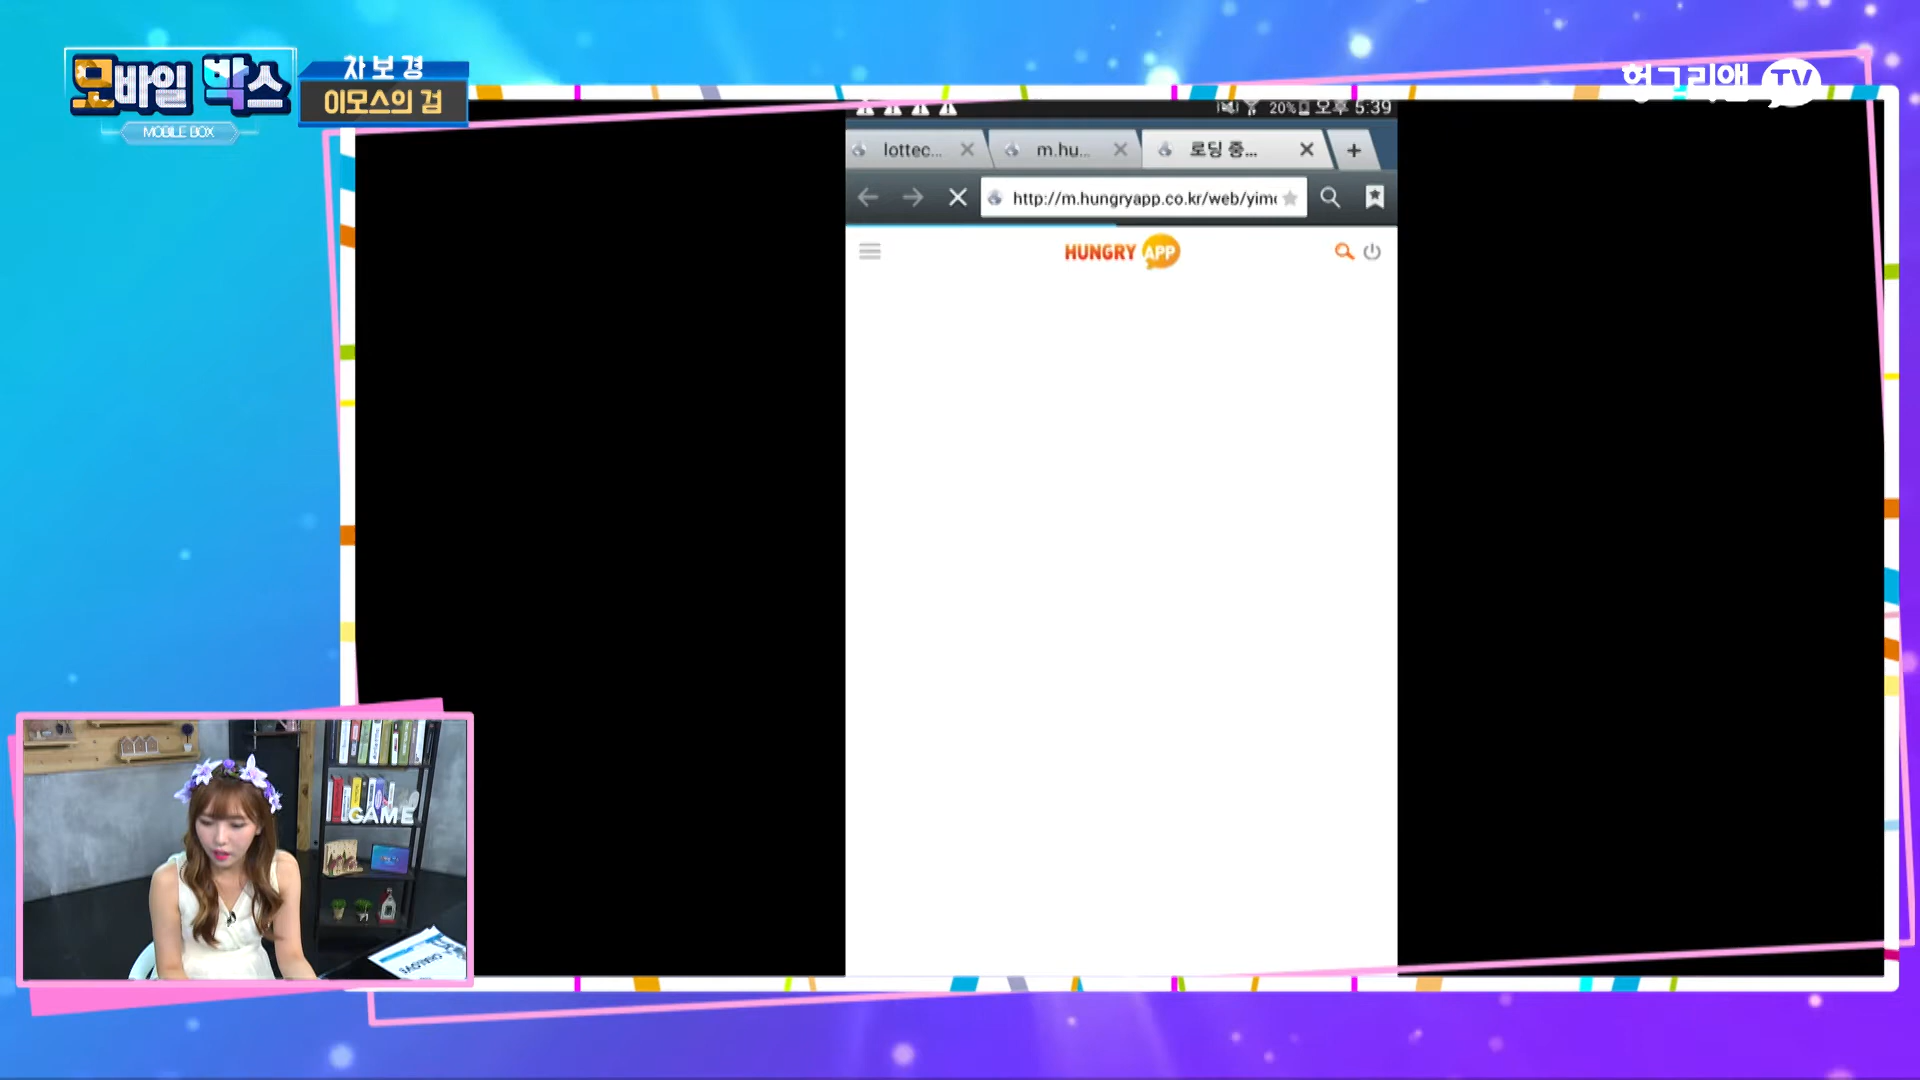 모바일 박스
MOBILE BOX
차보경
이모스의 검
허그리앱 TV
20% 오후 5:39
lottec...
m.hu...
로딩 중...
http://m.hungryapp.co.kr/web/yim
HUNGRY APP
GAME